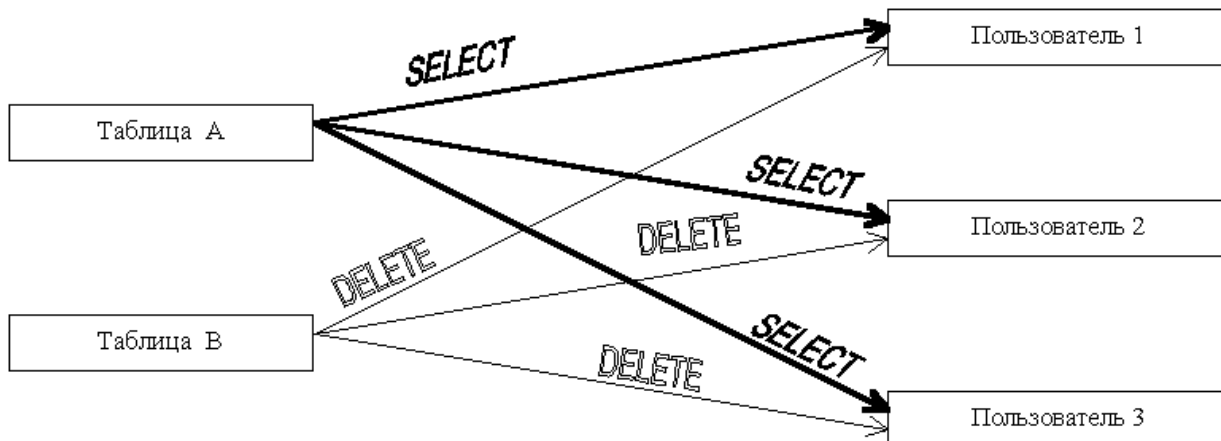 Пользователь 1
SELECT
Таблица А
SELECT
Пользователь 2
DELETE
DELETE
Таблица В
SELECT
DELETE
Пользователь 3